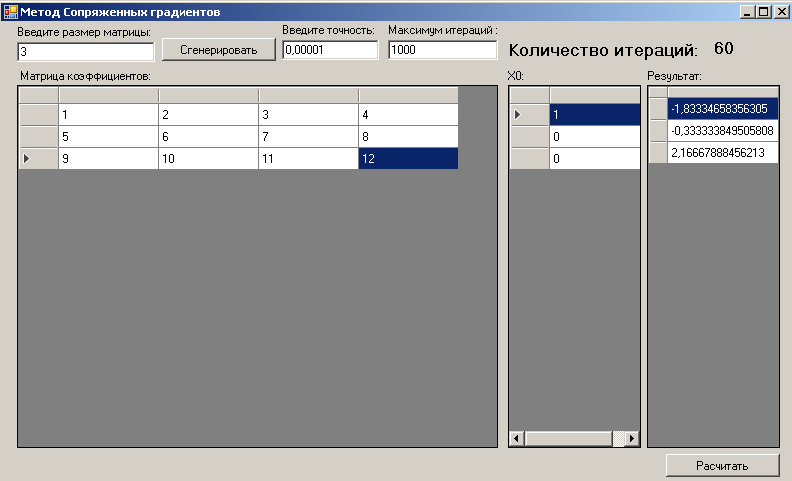 Метод Сопряженных градиентов
Введите размер матрицы:
3
Сгенерировать
Введите точность:
0,00001
Максимум итераций :
1000
Количество итераций: 60
Матрица коэффициентов:
1 2 3 4
5 6 7 8
9 10 11 12
X0:
1
0
0
Результат:
-1,83334658356305
-0,333333849505808
2,16667888456213
Расчитать